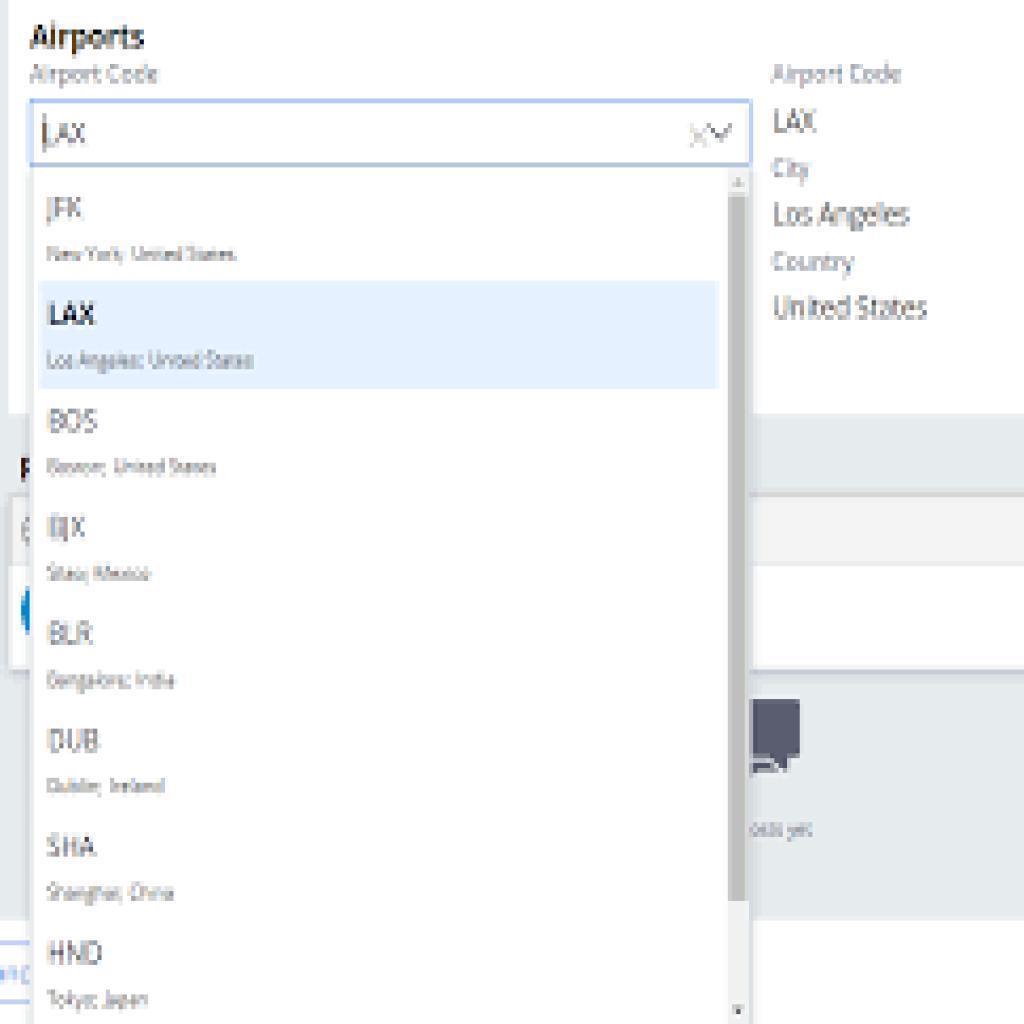 Airports
Airport Code
LAX
JFK
New York, United States
LAX
Los Angeles, United States
BOS
Boston, United States
BJX
Silao, Mexico
BLR
Bangalore, India
DUB
Dublin, Ireland
SHA
Shanghai, China
HND
Tokyo, Japan
Airport Code
LAX
City
Los Angeles
Country
United States
yet